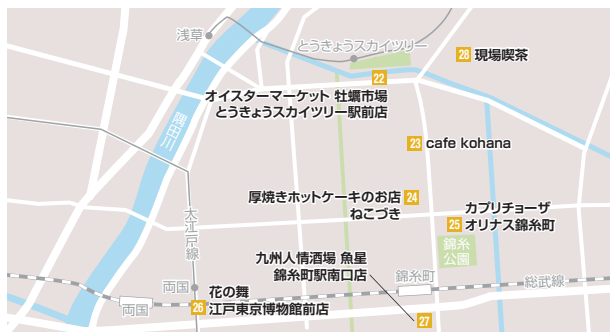 浅草
とうきょうスカイツリー
28 現場喫茶
22
オイスターマーケット 牡蠣市場
とうきょうスカイツリー駅前店
隅田川
23 cafe kohana
厚焼きホットケーキのお店 24
ねこづき
カプリチョーザ
25 オリナス錦糸町
大江戸線
錦糸
公園
九州人情酒場 魚星
錦糸町駅南口店
錦糸町
総武線
両国
花の舞
26 江戸東京博物館前店
両国
27